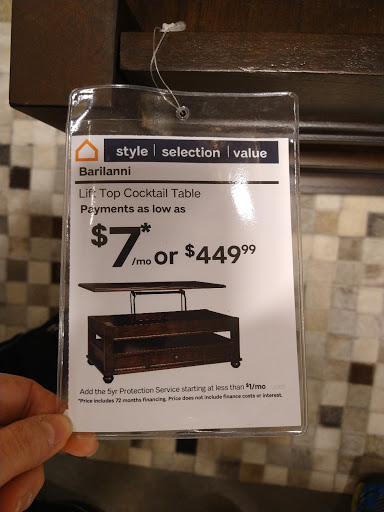 style | selection | value
Barilanni
Lift Top Cocktail Table
Payments as low as
$7*/mo or $449⁹⁹
Add the 5yr Protection Service starting at less than $1/mo
*Price includes 72 months financing. Price does not include finance costs or interest.